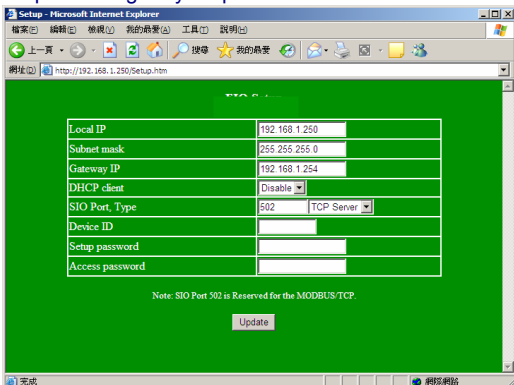 Setup - Microsoft Internet Explorer
檔案(F) 編輯(E) 檢視(V) 我的最愛(A) 工具(T) 說明(H)
上一頁 搜尋 我的最愛
網址(D) http://192.168.1.250/Setup.htm
Local IP 192.168.1.250
Subnet mask 255.255.255.0
Gateway IP 192.168.1.254
DHCP client Disable
SIO Port, Type 502 TCP Server
Device ID
Setup password
Access password
Note: SIO Port 502 is Reserved for the MODBUS/TCP.
Update
完成 網際網路